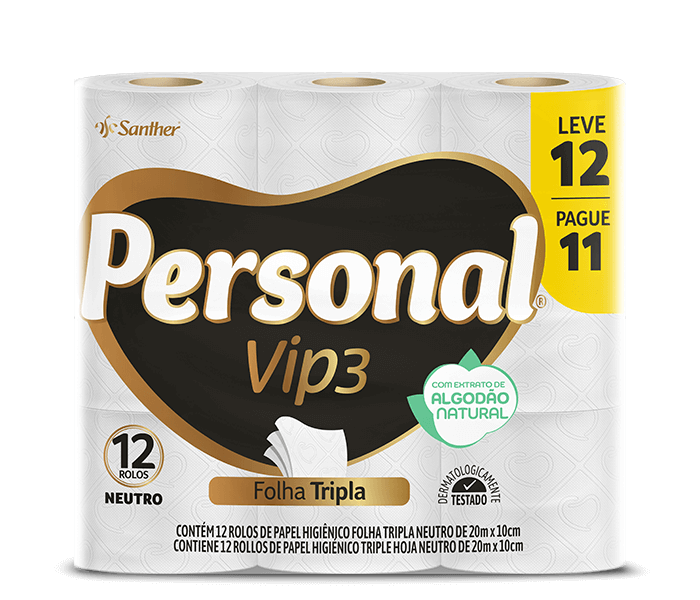 Santher®
LEVE
12
PAGUE
11
Personal®
Vip3
COM EXTRATO DE
ALGODÃO
NATURAL
12
ROLOS
NEUTRO
Folha Tripla
DERMATOLOGICAMENTE
TESTADO
CONTÉM 12 ROLOS DE PAPEL HIGIÊNICO FOLHA TRIPLA NEUTRO DE 20m x 10cm
CONTIENE 12 ROLLOS DE PAPEL HIGIÉNICO TRIPLE HOJA NEUTRO DE 20m x 10cm